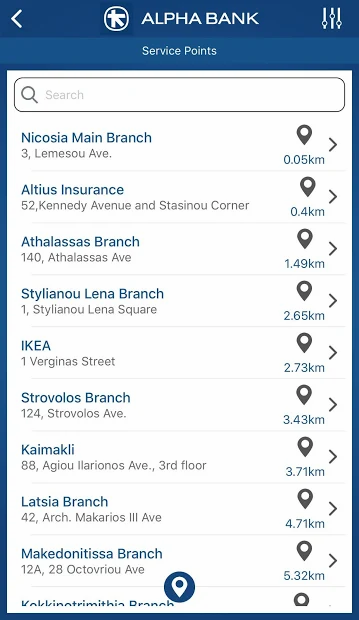 ALPHA BANK
Service Points
Search
Nicosia Main Branch
3, Lemesou Ave.
0.05km
Altius Insurance
52,Kennedy Avenue and Stasinou Corner
0.4km
Athalassas Branch
140, Athalassas Ave
1.49km
Stylianou Lena Branch
1, Stylianou Lena Square
2.65km
IKEA
1 Verginas Street
2.73km
Strovolos Branch
124, Strovolos Ave.
3.43km
Kaimakli
88, Agiou Ilarionos Ave., 3rd floor
3.71km
Latsia Branch
42, Arch. Makarios III Ave
4.71km
Makedonitissa Branch
12A, 28 Octovriou Ave
5.32km
Kokkinotrimithia Branch